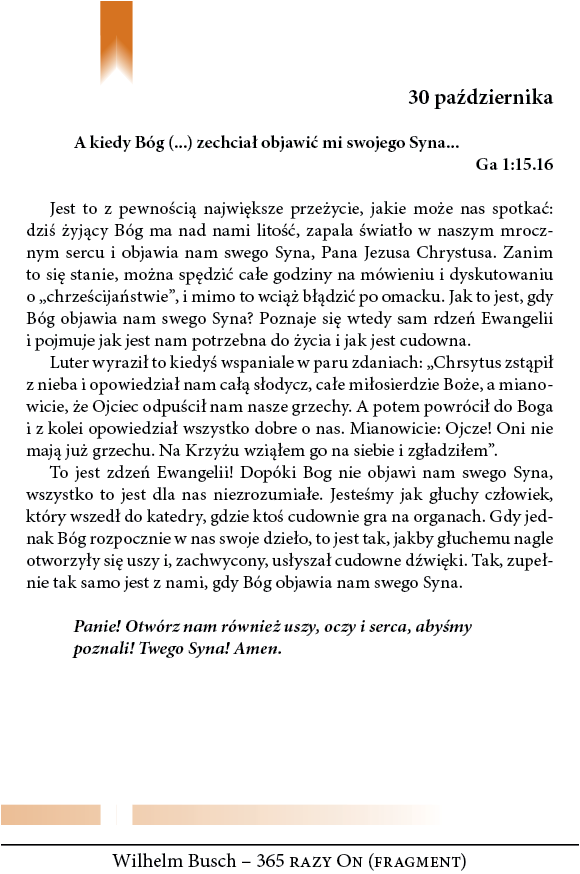 30 października
A kiedy Bóg (...) zechciał objawić mi swojego Syna...
Ga 1:15.16
Jest to z pewnością największe przeżycie, jakie może nas spotkać:
dziś żyjący Bóg ma nad nami litość, zapala światło w naszym mrocz-
nym sercu i objawia nam swego Syna, Pana Jezusa Chrystusa. Zanim
to się stanie, można spędzić całe godziny na mówieniu i dyskutowaniu
o „chrześcijaństwie”, i mimo to wciąż błądzić po omacku. Jak to jest, gdy
Bóg objawia nam swego Syna? Poznaje się wtedy sam rdzeń Ewangelii
i pojmuje jak jest nam potrzebna do życia i jak jest cudowna.
Luter wyraził to kiedyś wspaniale w paru zdaniach: „Chrsytus zstąpił
z nieba i opowiedział nam całą słodycz, całe miłosierdzie Boże, a miano-
wicie, że Ojciec odpuścił nam nasze grzechy. A potem powrócił do Boga
i z kolei opowiedział wszystko dobre o nas. Mianowicie: Ojcze! Oni nie
mają już grzechu. Na Krzyżu wziąłem go na siebie i zgładziłem”.
To jest zdzeń Ewangelii! Dopóki Bog nie objawi nam swego Syna,
wszystko to jest dla nas niezrozumiałe. Jesteśmy jak głuchy człowiek,
który wszedł do katedry, gdzie ktoś cudownie gra na organach. Gdy jed-
nak Bóg rozpocznie w nas swoje dzieło, to jest tak, jakby głuchemu nagle
otworzyły się uszy i, zachwycony, usłyszał cudowne dźwięki. Tak, zupeł-
nie tak samo jest z nami, gdy Bóg objawia nam swego Syna.
Panie! Otwórz nam również uszy, oczy i serca, abyśmy
poznali! Twego Syna! Amen.
Wilhelm Busch – 365 razy On (fragment)